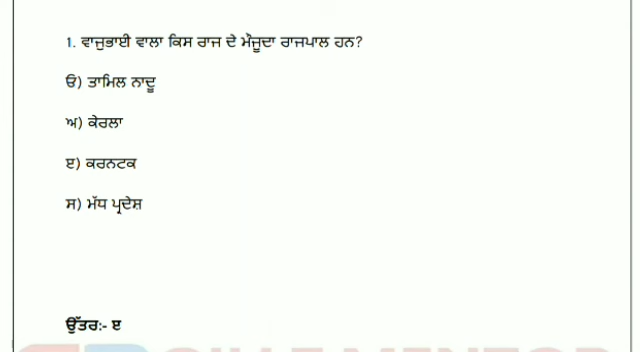 1. ਵਾਜੁਭਾਈ ਵਾਲਾ ਕਿਸ ਰਾਜ ਦੇ ਮੌਜੂਦਾ ਰਾਜਪਾਲ ਹਨ?
ੳ) ਤਾਮਿਲ ਨਾਦੂ
ਅ) ਕੇਰਲਾ
ੲ) ਕਰਨਟਕ
ਸ) ਮੱਧ ਪ੍ਰਦੇਸ਼
ਉੱਤਰ:- ੲ